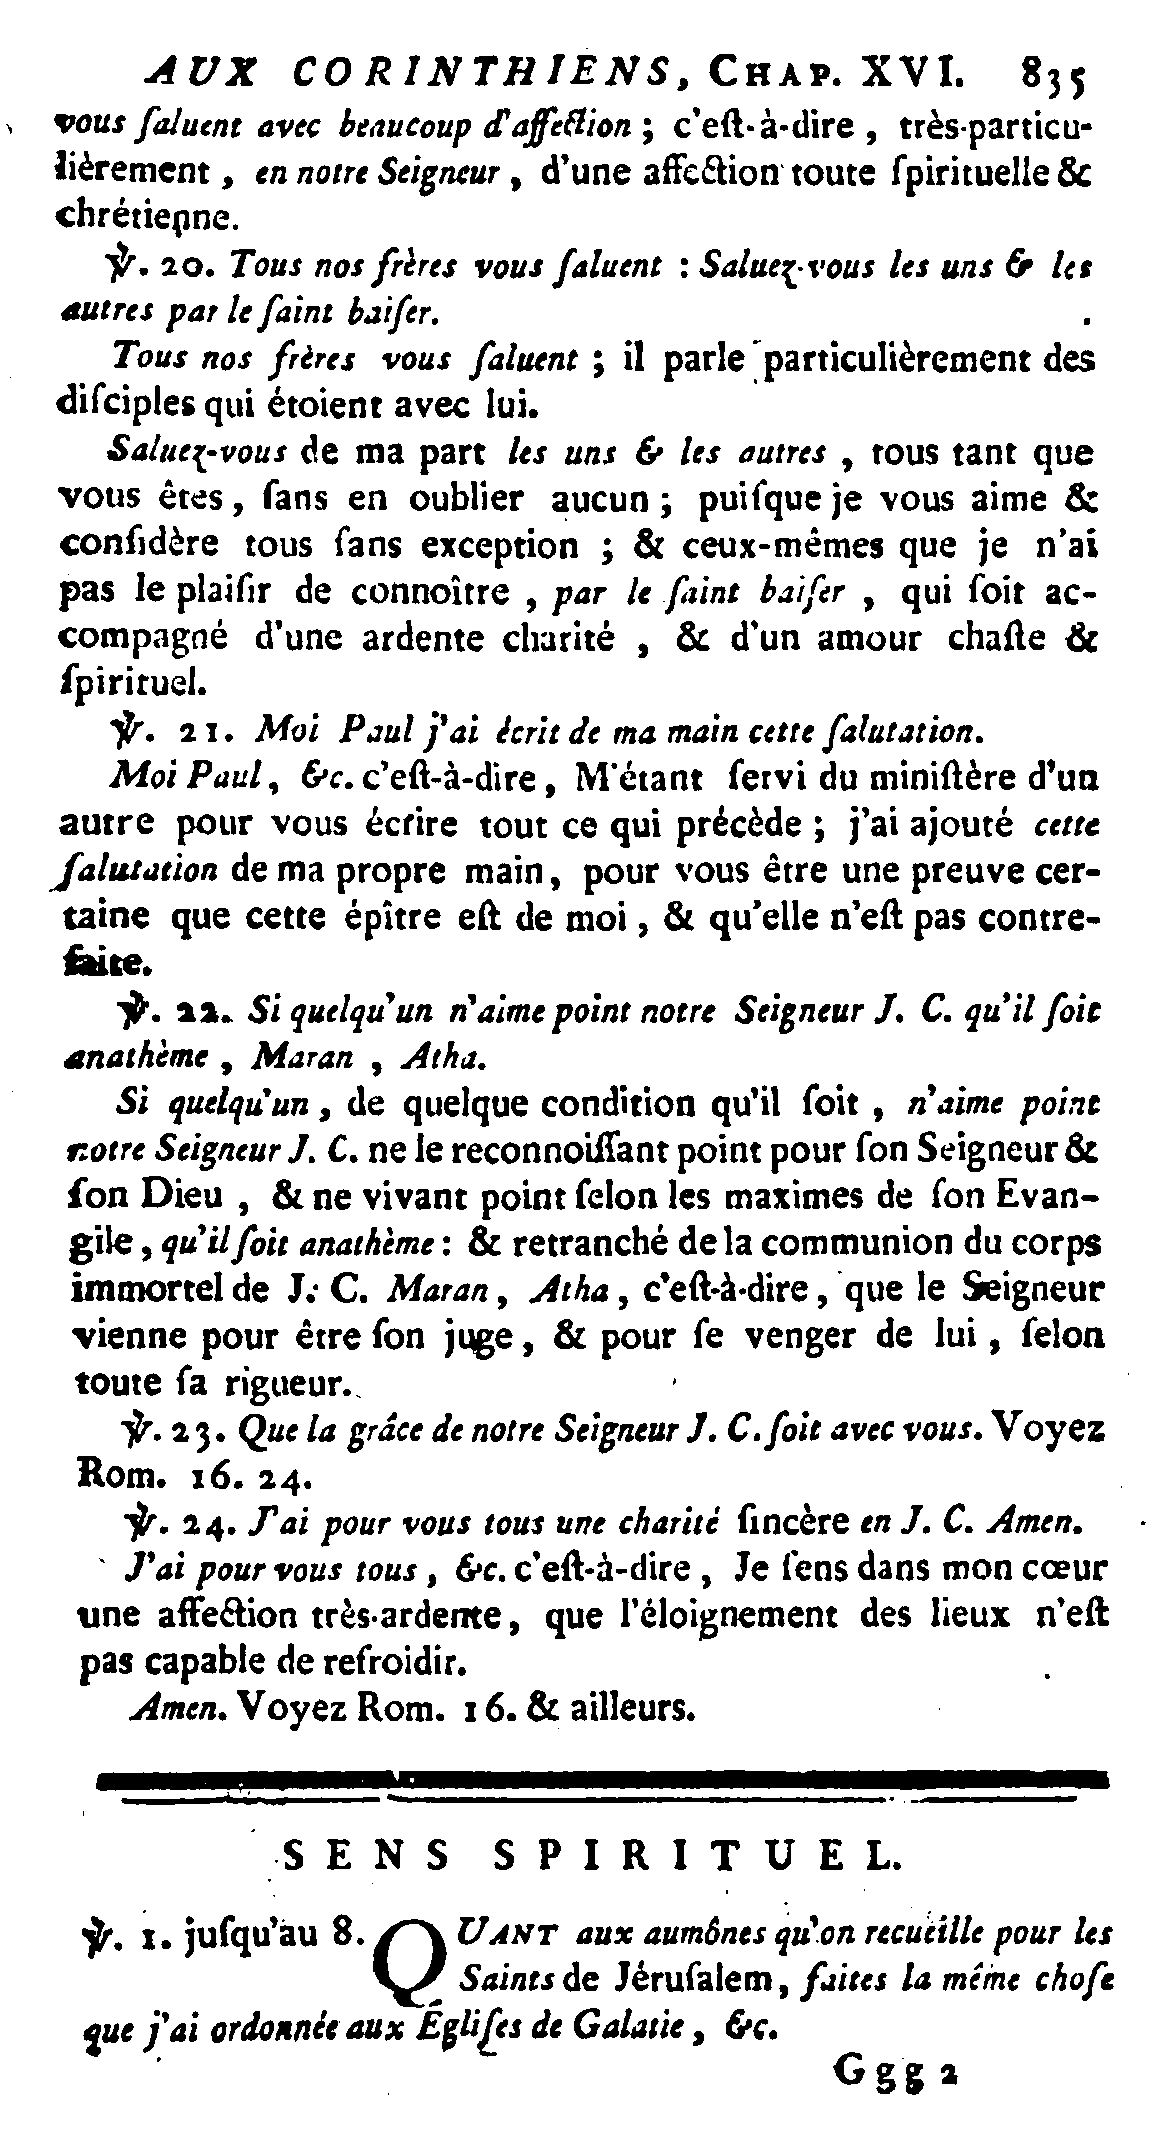 AUX CORINTHIENS, CHAP. XVI. 835
vous ſaluent avec beaucoup d'affection ; c'eſt-à-dire , très-particu-
lièrement , en notre Seigneur , d'une affection toute ſpirituelle &
chrétienne.
℣. 20. Tous nos frères vous ſaluent : Saluez-vous les uns & les
autres par le ſaint baiſer.
Tous nos frères vous ſaluent ; il parle particulièrement des
diſciples qui étoient avec lui.
Saluez-vous de ma part les uns & les autres , tous tant que
vous êtes, ſans en oublier aucun ; puiſque je vous aime &
conſidère tous ſans exception ; & ceux-mêmes que je n'ai
pas le plaiſir de connoître , par le ſaint baiſer , qui ſoit ac-
compagné d'une ardente charité , & d'un amour chaſte &
ſpirituel.
℣. 21. Moi Paul j'ai écrit de ma main cette ſalutation.
Moi Paul, &c. c'eſt-à-dire, M'étant ſervi du miniſtère d'un
autre pour vous écrire tout ce qui précède ; j'ai ajouté cette
ſalutation de ma propre main, pour vous être une preuve cer-
taine que cette épître eſt de moi , & qu'elle n'eſt pas contre-
faite.
℣. 22. Si quelqu'un n'aime point notre Seigneur J. C. qu'il ſoit
anathème , Maran , Atha.
Si quelqu'un , de quelque condition qu'il ſoit , n'aime point
notre Seigneur J. C. ne le reconnoiſſant point pour ſon Seigneur &
ſon Dieu , & ne vivant point ſelon les maximes de ſon Evan-
gile , qu'il ſoit anathème : & retranché de la communion du corps
immortel de J. C. Maran , Atha , c'eſt-à-dire , que le Seigneur
vienne pour être ſon juge , & pour ſe venger de lui , ſelon
toute ſa rigueur.
℣. 23. Que la grâce de notre Seigneur J. C. ſoit avec vous. Voyez
Rom. 16. 24.
℣. 24. J'ai pour vous tous une charité ſincère en J. C. Amen.
J'ai pour vous tous , &c. c'eſt-à-dire , Je ſens dans mon cœur
une affection très-ardente, que l'éloignement des lieux n'eſt
pas capable de refroidir.
Amen. Voyez Rom. 16. & ailleurs.
SENS SPIRITUEL.
℣. 1. juſqu'au 8. QUANT aux aumônes qu'on recueille pour les
Saints de Jéruſalem, faites la même choſe
que j'ai ordonnée aux Égliſes de Galatie , &c.
Ggg 2